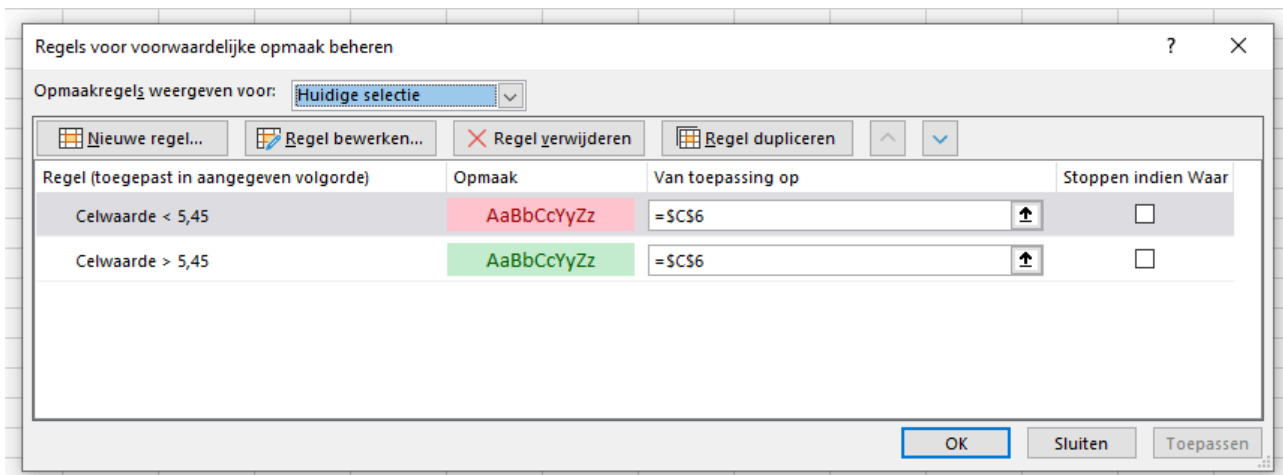 Regels voor voorwaardelijke opmaak beheren ? ×
Opmaakregels weergeven voor: Huidige selectie
Nieuwe regel... Regel bewerken... Regel verwijderen Regel dupliceren
Regel (toegepast in aangegeven volgorde) Opmaak Van toepassing op Stoppen indien Waar
Celwaarde < 5,45 AaBbCcYyZz =$C$6
Celwaarde > 5,45 AaBbCcYyZz =$C$6
OK Sluiten Toepassen